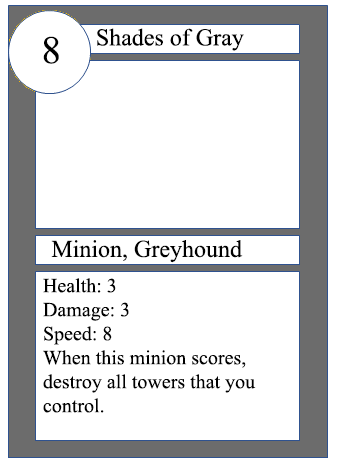 8
Shades of Gray
Minion, Greyhound
Health: 3
Damage: 3
Speed: 8
When this minion scores,
destroy all towers that you
control.